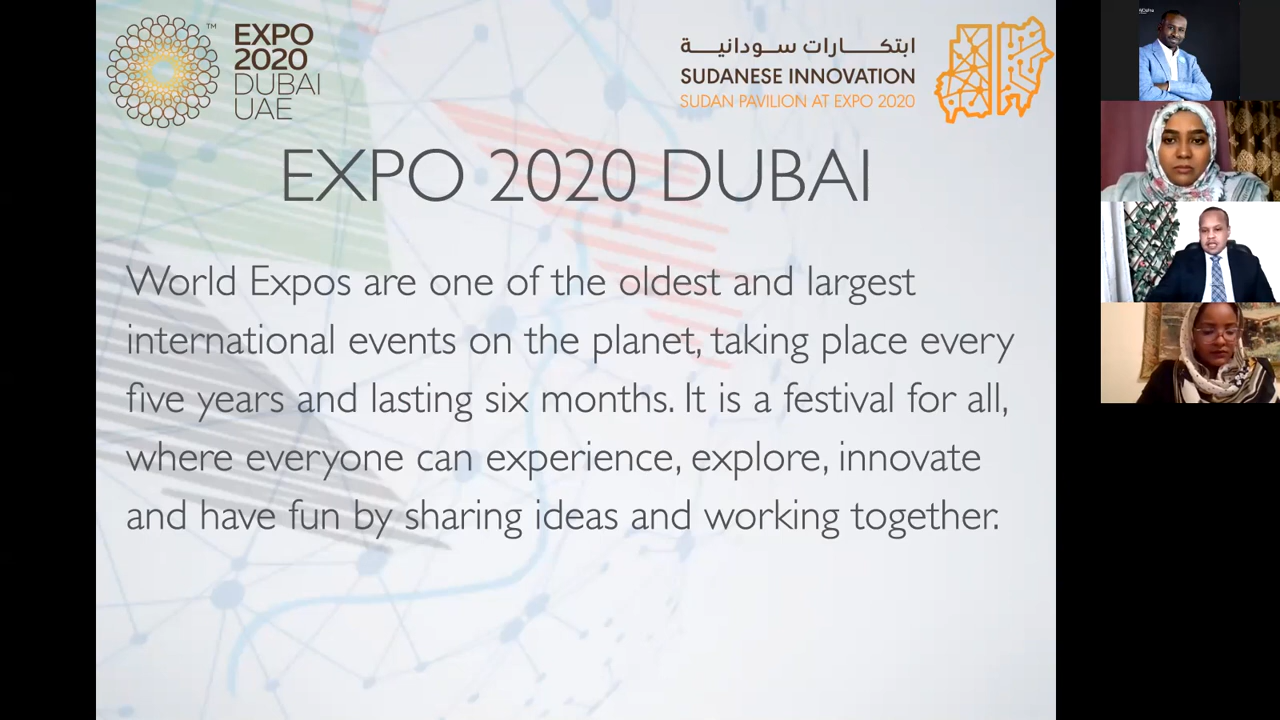 EXPO
2020
DUBAI
UAE
TM
ابتكارات سودانية
SUDANESE INNOVATION
SUDAN PAVILION AT EXPO 2020
EXPO 2020 DUBAI
World Expos are one of the oldest and largest
international events on the planet, taking place every
five years and lasting six months. It is a festival for all,
where everyone can experience, explore, innovate
and have fun by sharing ideas and working together.